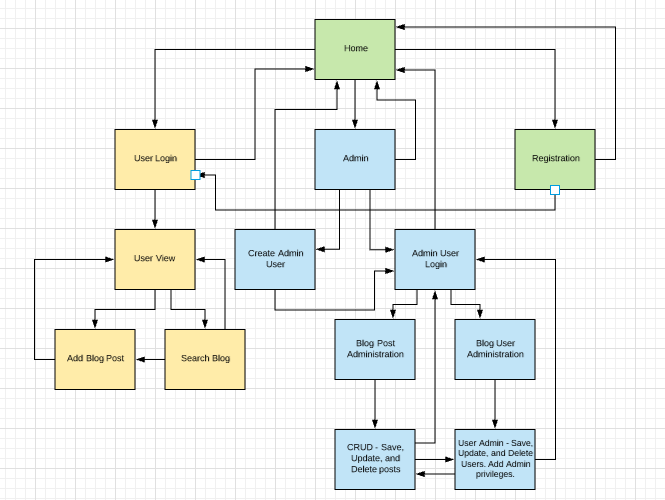 Home
User Login
Admin
Registration
User View
Create Admin
User
Admin User
Login
Add Blog Post
Search Blog
Blog Post
Administration
Blog User
Administration
CRUD - Save,
Update, and
Delete posts
User Admin - Save,
Update, and Delete
Users. Add Admin
privileges.